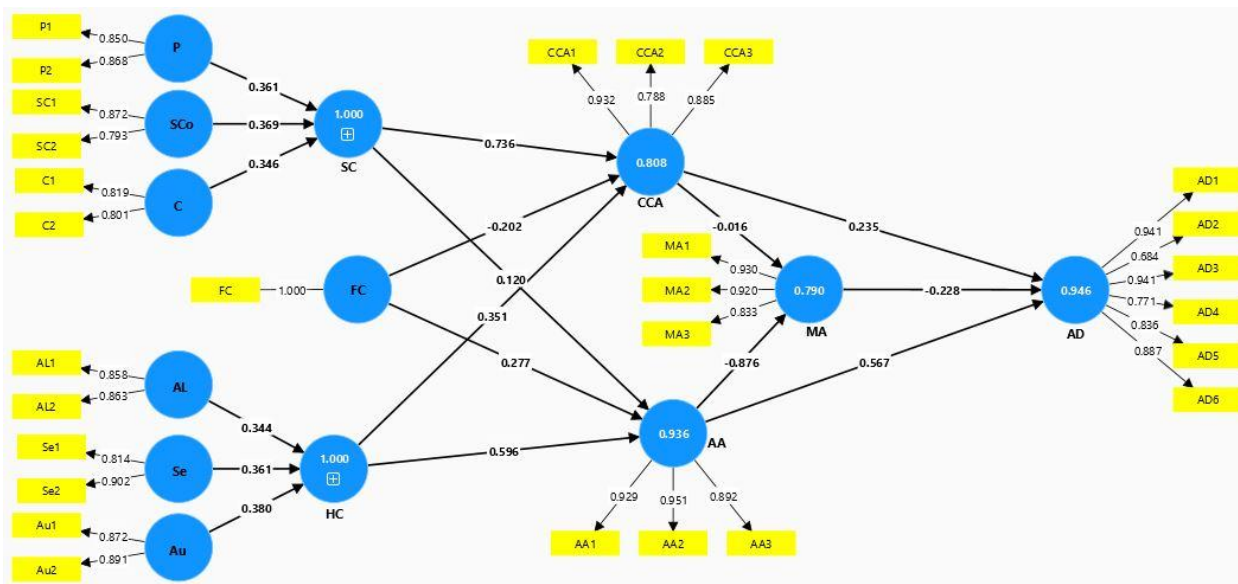 P1
0.850
P
0.868
P2
0.361
SC1
0.872
SCo
0.369
1.000
SC
0.793
SC2
C1
0.819
C
0.346
0.801
C2
CCA1
CCA2
CCA3
0.932
0.788
0.885
0.736
0.808
CCA
-0.202
0.120
0.351
FC
1.000
FC
0.277
-0.016
0.235
MA1
0.930
MA2
0.920
0.790
MA
MA3
0.833
-0.228
-0.876
0.567
0.946
AD
AD1
0.941
AD2
0.684
AD3
0.941
AD4
0.771
AD5
0.836
AD6
0.887
AL1
0.858
AL
AL2
0.863
0.344
Se1
0.814
Se
0.361
1.000
HC
Se2
0.902
0.380
Au1
0.872
Au
Au2
0.891
0.596
0.936
AA
0.929
0.951
0.892
AA1
AA2
AA3